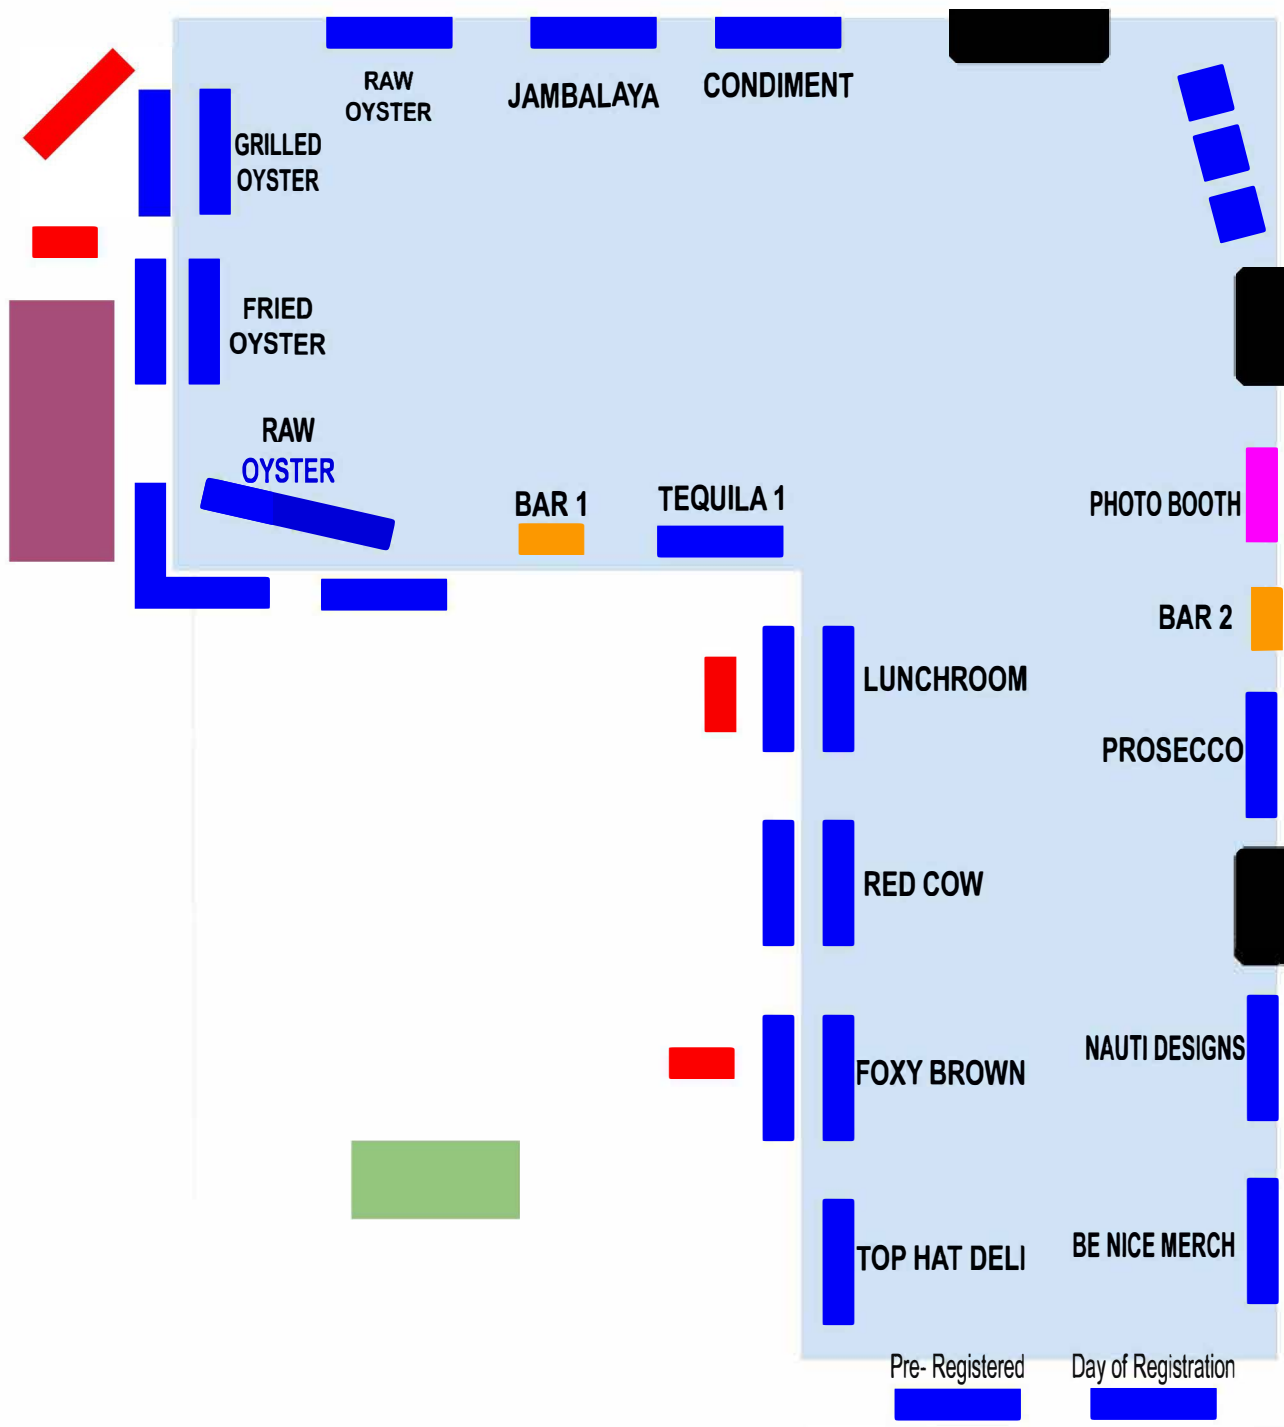 RAW
OYSTER
JAMBALAYA
CONDIMENT
GRILLED
OYSTER
FRIED
OYSTER
RAW
OYSTER
BAR 1
TEQUILA 1
PHOTO BOOTH
BAR 2
LUNCHROOM
PROSECCO
RED COW
NAUTI DESIGNS
FOXY BROWN
BE NICE MERCH
TOP HAT DELI
Pre- Registered
Day of Registration